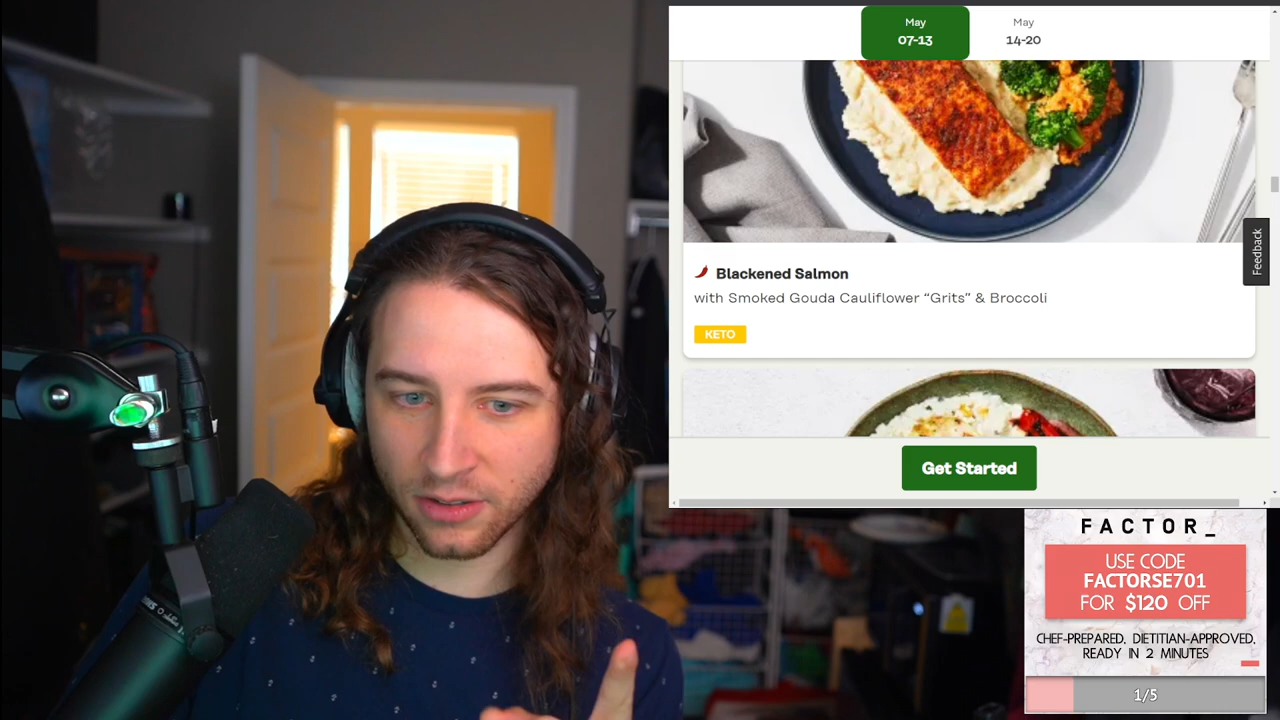 May
07-13
May
14-20
Feedback
Blackened Salmon
with Smoked Gouda Cauliflower “Grits” & Broccoli
KETO
Get Started
FACTOR_
USE CODE
FACTORSE701
FOR $120 OFF
CHEF-PREPARED. DIETITIAN-APPROVED.
READY IN 2 MINUTES
1/5